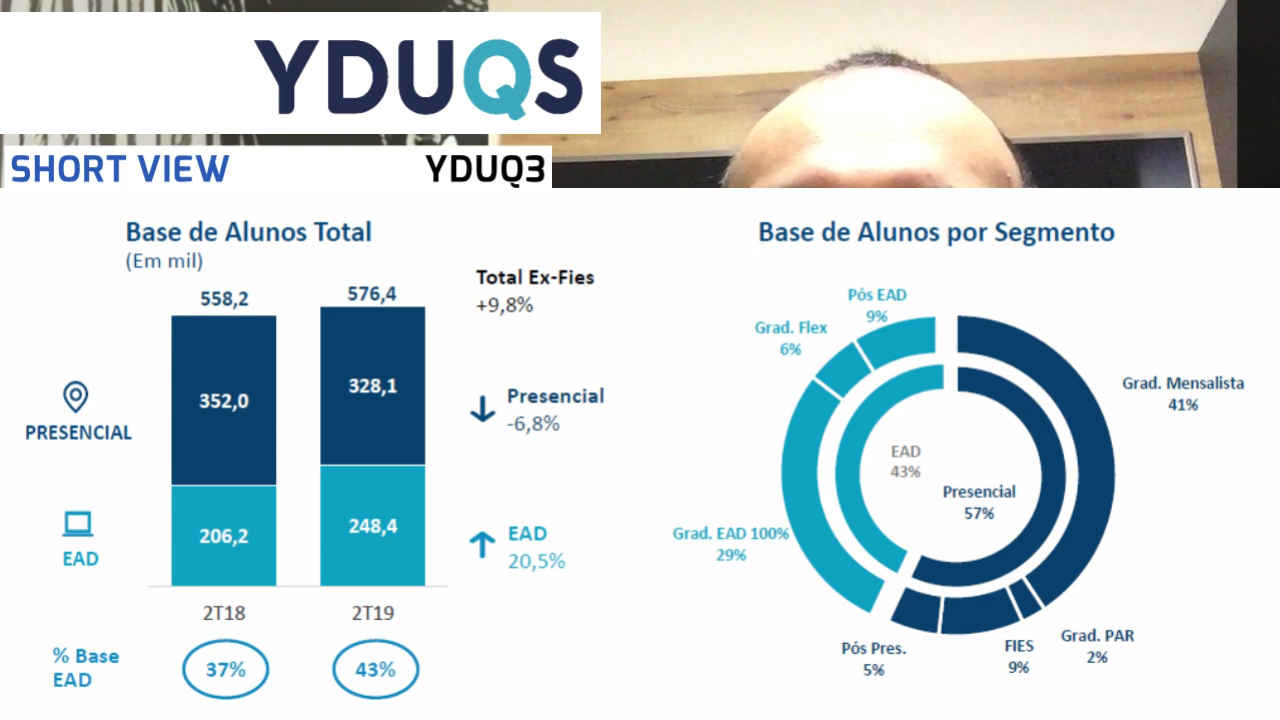 YDUQS
SHORT VIEW
YDUQ3
Base de Alunos Total
(Em mil)
558,2
576,4
352,0
328,1
206,2
248,4
PRESENCIAL
EAD
2T18
2T19
% Base
EAD
37%
43%
Total Ex-Fies
+9,8%
Presencial
-6,8%
EAD
20,5%
Base de Alunos por Segmento
Pós EAD
9%
Grad. Flex
6%
Grad. Mensalista
41%
EAD
43%
Presencial
57%
Grad. EAD 100%
29%
Pós Pres.
5%
FIES
9%
Grad. PAR
2%